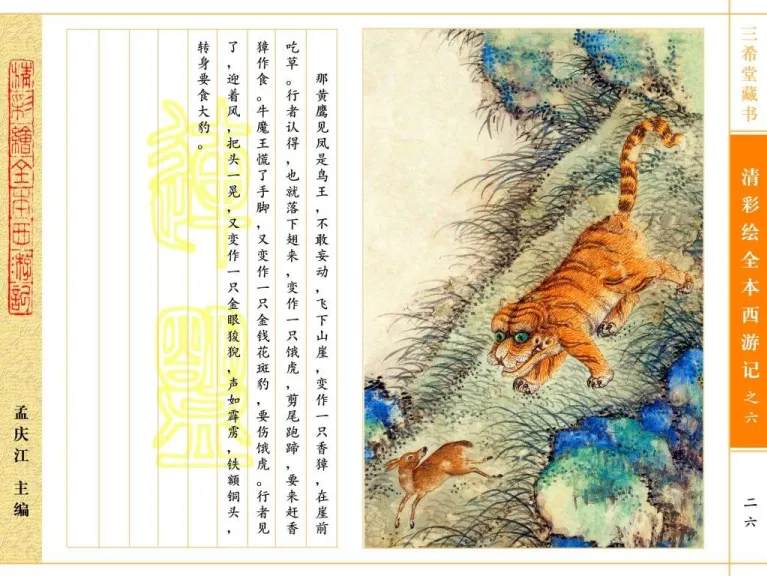 三希堂藏书
清彩绘全本西游记之六
二六
那黄鹰见凤是鸟王，不敢妄动，飞下山崖，变作一只香獐，在崖前
吃草。行者认得，也就落下翅来，变作一只饿虎，剪尾跑蹄，要来赶香
獐作食。牛魔王慌了手脚，又变作一只金钱花斑豹，要伤饿虎。行者见
了，迎着风，把头一晃，又变作一只金眼狻猊，声如霹雳，铁额铜头，
转身要食大豹。
清彩繪全本西游記
孟庆江 主编